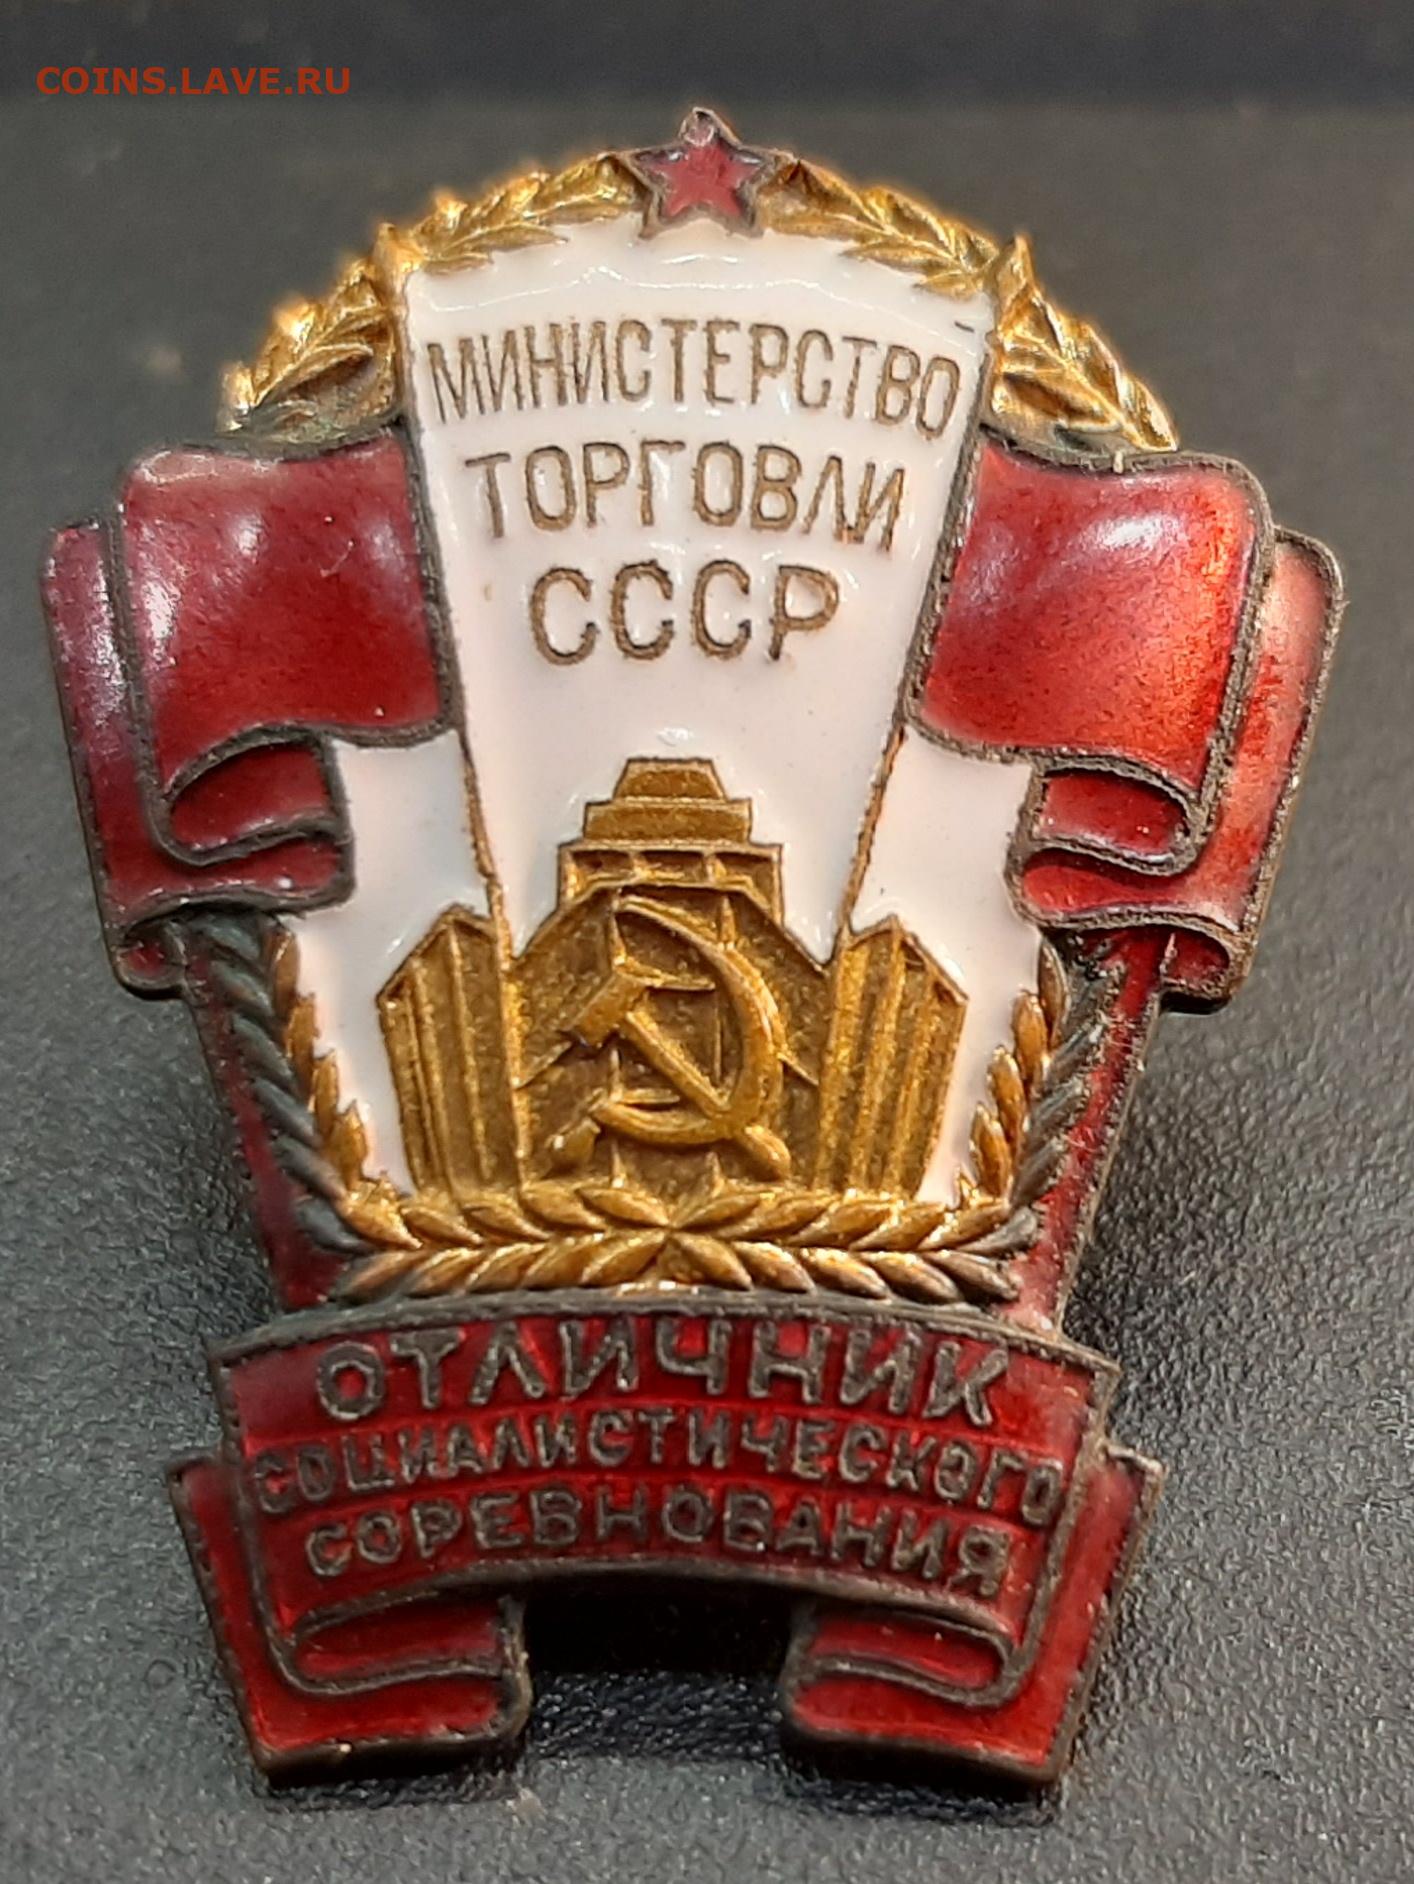 COINS.LAVE.RU
МИНИСТЕРСТВО
ТОРГОВЛИ
СССР
ОТЛИЧНИК
СОЦИАЛИСТИЧЕСКОГО
СОРЕВНОВАНИЯ